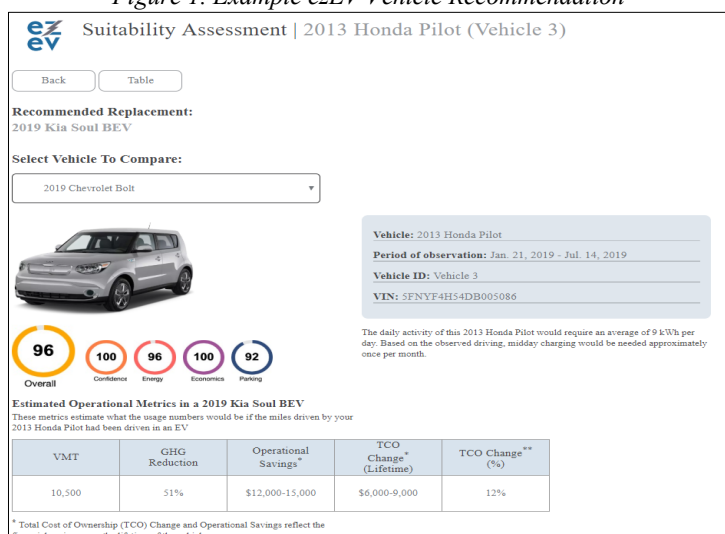 Figure 1: Example ezEV Vehicle Recommendation
ez
ev
Suitability Assessment | 2013 Honda Pilot (Vehicle 3)
Back
Table
Recommended Replacement:
2019 Kia Soul BEV
Select Vehicle To Compare:
2019 Chevrolet Bolt
Vehicle: 2013 Honda Pilot
Period of observation: Jan. 21, 2019 - Jul. 14, 2019
Vehicle ID: Vehicle 3
VIN: 5FNYF4H54DB005086
The daily activity of this 2013 Honda Pilot would require an average of 9 kWh per
day. Based on the observed driving, midday charging would be needed approximately
once per month.
96
Overall
100
Confidence
96
Energy
100
Economics
92
Parking
Estimated Operational Metrics in a 2019 Kia Soul BEV
These metrics estimate what the usage numbers would be if the miles driven by your
2013 Honda Pilot had been driven in an EV
VMT
GHG
Reduction
Operational
Savings*
TCO
Change*
(Lifetime)
TCO Change**
(%)
10,500
51%
$12,000-15,000
$6,000-9,000
12%
* Total Cost of Ownership (TCO) Change and Operational Savings reflect the